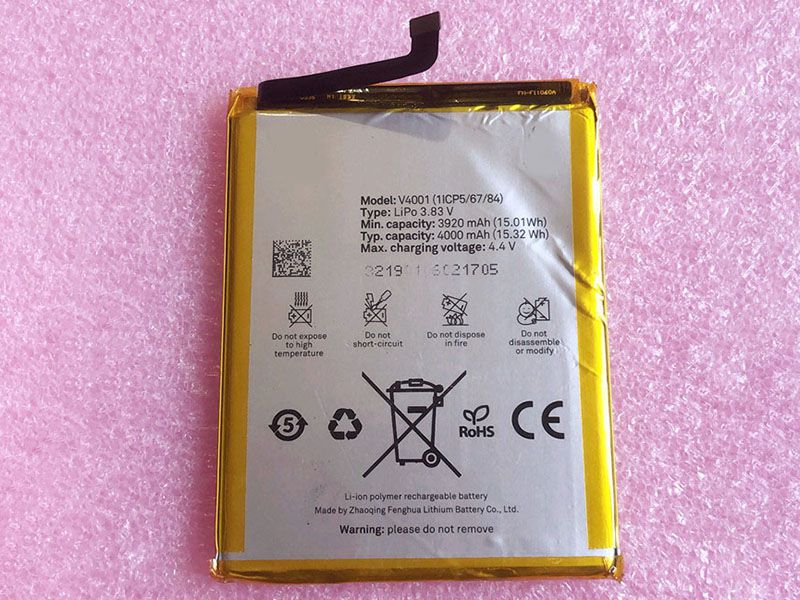 Model: V4001 (1ICP5/67/84)
Type: LiPo 3.83 V
Min. capacity: 3920 mAh (15.01Wh)
Typ. capacity: 4000 mAh (15.32 Wh)
Max. charging voltage: 4.4 V
Do not expose
to high
temperature
Do not
short-circuit
Do not dispose
in fire
Do not
disassemble
or modify
5
RoHS
CE
Li-ion polymer rechargeable battery
Made by Zhaoqing Fenghua Lithium Battery Co., Ltd.
Warning: please do not remove